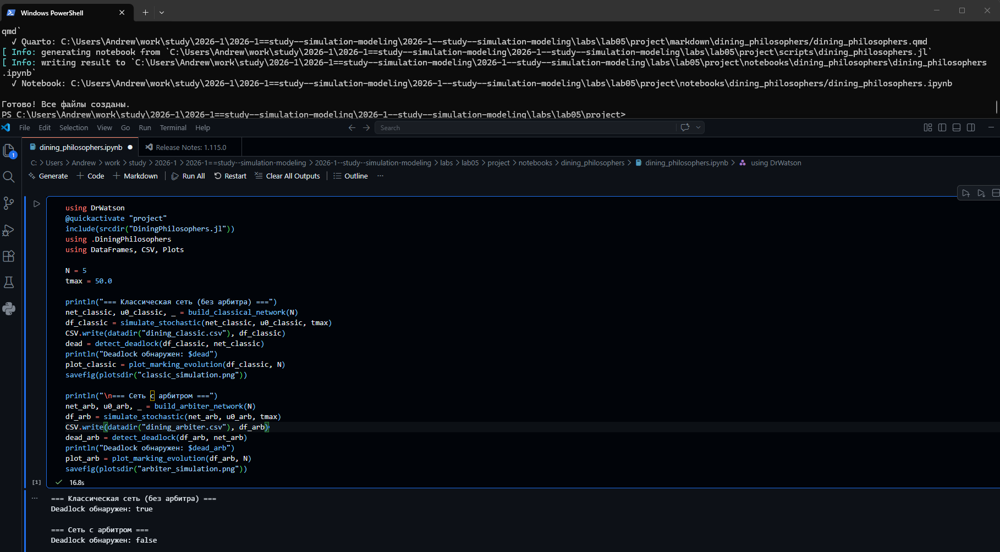 Windows PowerShell
qmd`
√ Quarto: C:\Users\Andrew\work\study\2026-1\2026-1==study--simulation-modeling\2026-1--study--simulation-modeling\labs\lab05\project\markdown\dining_philosophers/dining_philosophers.qmd
[ Info: generating notebook from `C:\Users\Andrew\work\study\2026-1\2026-1==study--simulation-modeling\2026-1--study--simulation-modeling\labs\lab05\project\scripts\dining_philosophers.jl`
[ Info: writing result to `C:\Users\Andrew\work\study\2026-1\2026-1==study--simulation-modeling\2026-1--study--simulation-modeling\labs\lab05\project\notebooks\dining_philosophers\dining_philosophers
.ipynb`
√ Notebook: C:\Users\Andrew\work\study\2026-1\2026-1==study--simulation-modeling\2026-1--study--simulation-modeling\labs\lab05\project\notebooks\dining_philosophers/dining_philosophers.ipynb
Готово! Все файлы созданы.
PS C:\Users\Andrew\work\study\2026-1\2026-1==study--simulation-modeling\2026-1--study--simulation-modeling\labs\lab05\project>
File Edit Selection View Go Run Terminal Help
Search
dining_philosophers.ipynb
Release Notes: 1.115.0
1
C: > Users > Andrew > work > study > 2026-1 > 2026-1==study--simulation-modeling > 2026-1--study--simulation-modeling > labs > lab05 > project > notebooks > dining_philosophers > dining_philosophers.ipynb > using DrWatson
Generate + Code + Markdown | Run All Restart Clear All Outputs | Outline ...
using DrWatson
@quickactivate "project"
include(srcdir("DiningPhilosophers.jl"))
using .DiningPhilosophers
using DataFrames, CSV, Plots
N = 5
tmax = 50.0
println("=== Классическая сеть (без арбитра) ===")
net_classic, u0_classic, _ = build_classical_network(N)
df_classic = simulate_stochastic(net_classic, u0_classic, tmax)
CSV.write(datadir("dining_classic.csv"), df_classic)
dead = detect_deadlock(df_classic, net_classic)
println("Deadlock обнаружен: $dead")
plot_classic = plot_marking_evolution(df_classic, N)
savefig(plotsdir("classic_simulation.png"))
println("\n=== Сеть с арбитром ===")
net_arb, u0_arb, _ = build_arbiter_network(N)
df_arb = simulate_stochastic(net_arb, u0_arb, tmax)
CSV.write(datadir("dining_arbiter.csv"), df_arb)
dead_arb = detect_deadlock(df_arb, net_arb)
println("Deadlock обнаружен: $dead_arb")
plot_arb = plot_marking_evolution(df_arb, N)
savefig(plotsdir("arbiter_simulation.png"))
[1] ✓ 16.8s
... === Классическая сеть (без арбитра) ===
Deadlock обнаружен: true
=== Сеть с арбитром ===
Deadlock обнаружен: false